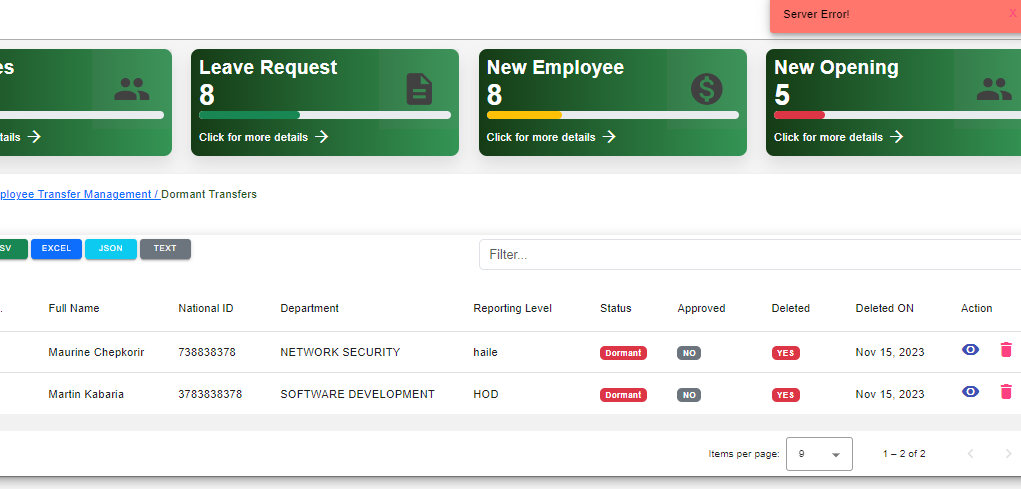 Server Error! x
es
tails
Leave Request
8
Click for more details
New Employee
8
Click for more details
New Opening
5
Click for more details
ployee Transfer Management / Dormant Transfers
SV EXCEL JSON TEXT
Filter...
. Full Name National ID Department Reporting Level Status Approved Deleted Deleted ON Action
Maurine Chepkorir 738838378 NETWORK SECURITY haile Dormant NO YES Nov 15, 2023
Martin Kabaria 3783838378 SOFTWARE DEVELOPMENT HOD Dormant NO YES Nov 15, 2023
Items per page: 9 1 – 2 of 2